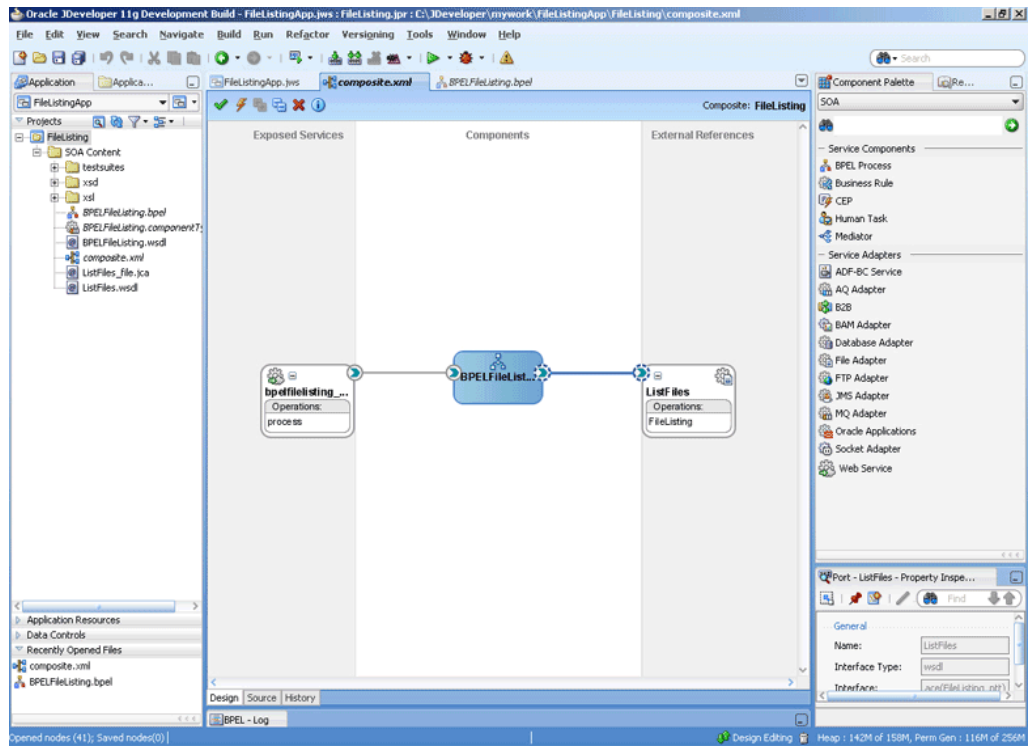 Oracle JDeveloper 11g Development Build - FileListingApp.jws : FileListing.jpr : C:\JDeveloper\mywork\FileListingApp\FileListing\composite.xml
File Edit View Search Navigate Build Run Refactor Versioning Tools Window Help
Search
Application Applica...
FileListingApp
Projects
FileListing
SOA Content
testsuites
xsd
xsl
BPELFileListing.bpel
BPELFileListing.componentTy
BPELFileListing.wsdl
composite.xml
ListFiles_file.jca
ListFiles.wsdl
Application Resources
Data Controls
Recently Opened Files
composite.xml
BPELFileListing.bpel
FileListingApp.jws composite.xml BPELFileListing.bpel
Composite: FileListing
Exposed Services Components External References
bpelfilelisting_...
Operations:
process
BPELFileList...
ListFiles
Operations:
FileListing
Design Source History
BPEL - Log
Component Palette Re...
SOA
Service Components
BPEL Process
Business Rule
CEP
Human Task
Mediator
Service Adapters
ADF-BC Service
AQ Adapter
B2B
BAM Adapter
Database Adapter
File Adapter
FTP Adapter
JMS Adapter
MQ Adapter
Oracle Applications
Socket Adapter
Web Service
Port - ListFiles - Property Inspe...
Find
General
Name: ListFiles
Interface Type: wsdl
Interface: ace(FileListing_ptt)
Opened nodes (41); Saved nodes(0) Design Editing Heap : 142M of 158M, Perm Gen : 116M of 256M